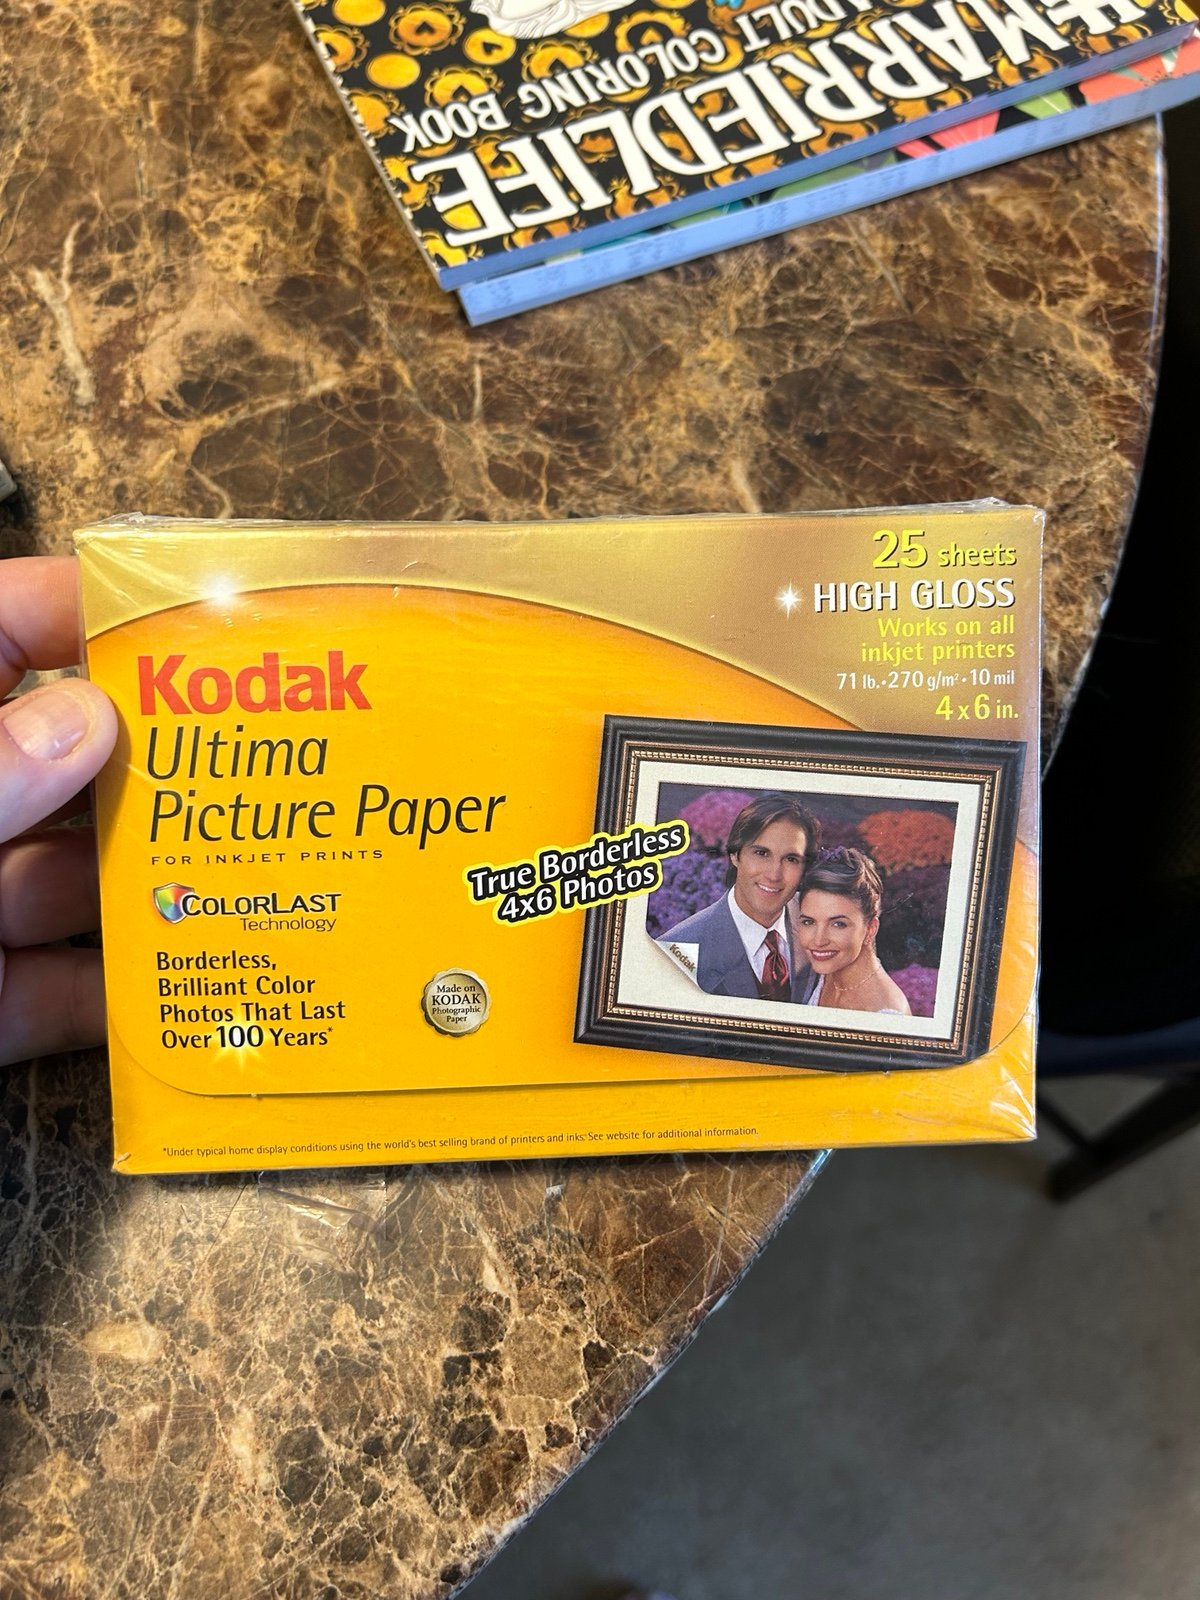 MARRIEDLIFE
ADULT COLORING BOOK
25 sheets
HIGH GLOSS
Works on all
inkjet printers
71 lb.•270 g/m²•10 mil
4 x 6 in.
Kodak
Ultima
Picture Paper
FOR INKJET PRINTS
COLORLAST
Technology
True Borderless
4x6 Photos
Kodak
Borderless,
Brilliant Color
Photos That Last
Over 100 Years*
Made on
KODAK
Photographic
Paper
*Under typical home display conditions using the world's best selling brand of printers and inks. See website for additional information.